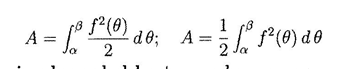 A = ∫_α^β f²(θ)/2 dθ;   A = 1/2 ∫_α^β f²(θ) dθ